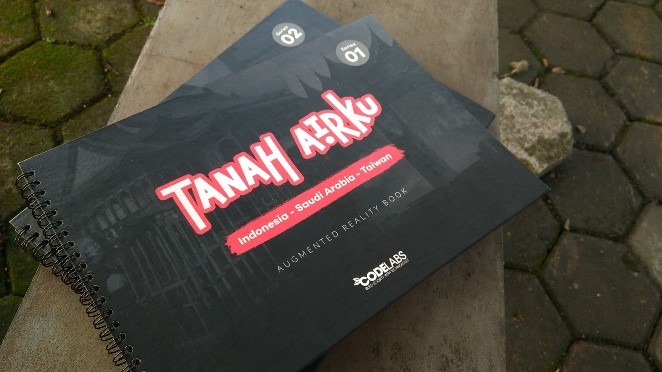 Series
02
Series
01
TANAH AIRKU
Indonesia - Saudi Arabia - Taiwan
AUGMENTED REALITY BOOK
CODELABS